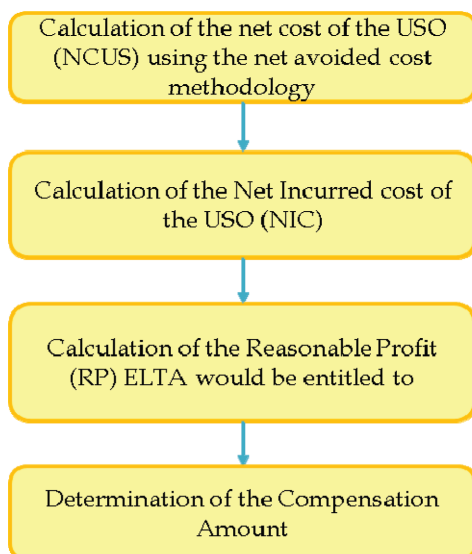 Calculation of the net cost of the USO
(NCUS) using the net avoided cost
methodology
Calculation of the Net Incurred cost of
the USO (NIC)
Calculation of the Reasonable Profit
(RP) ELTA would be entitled to
Determination of the Compensation
Amount